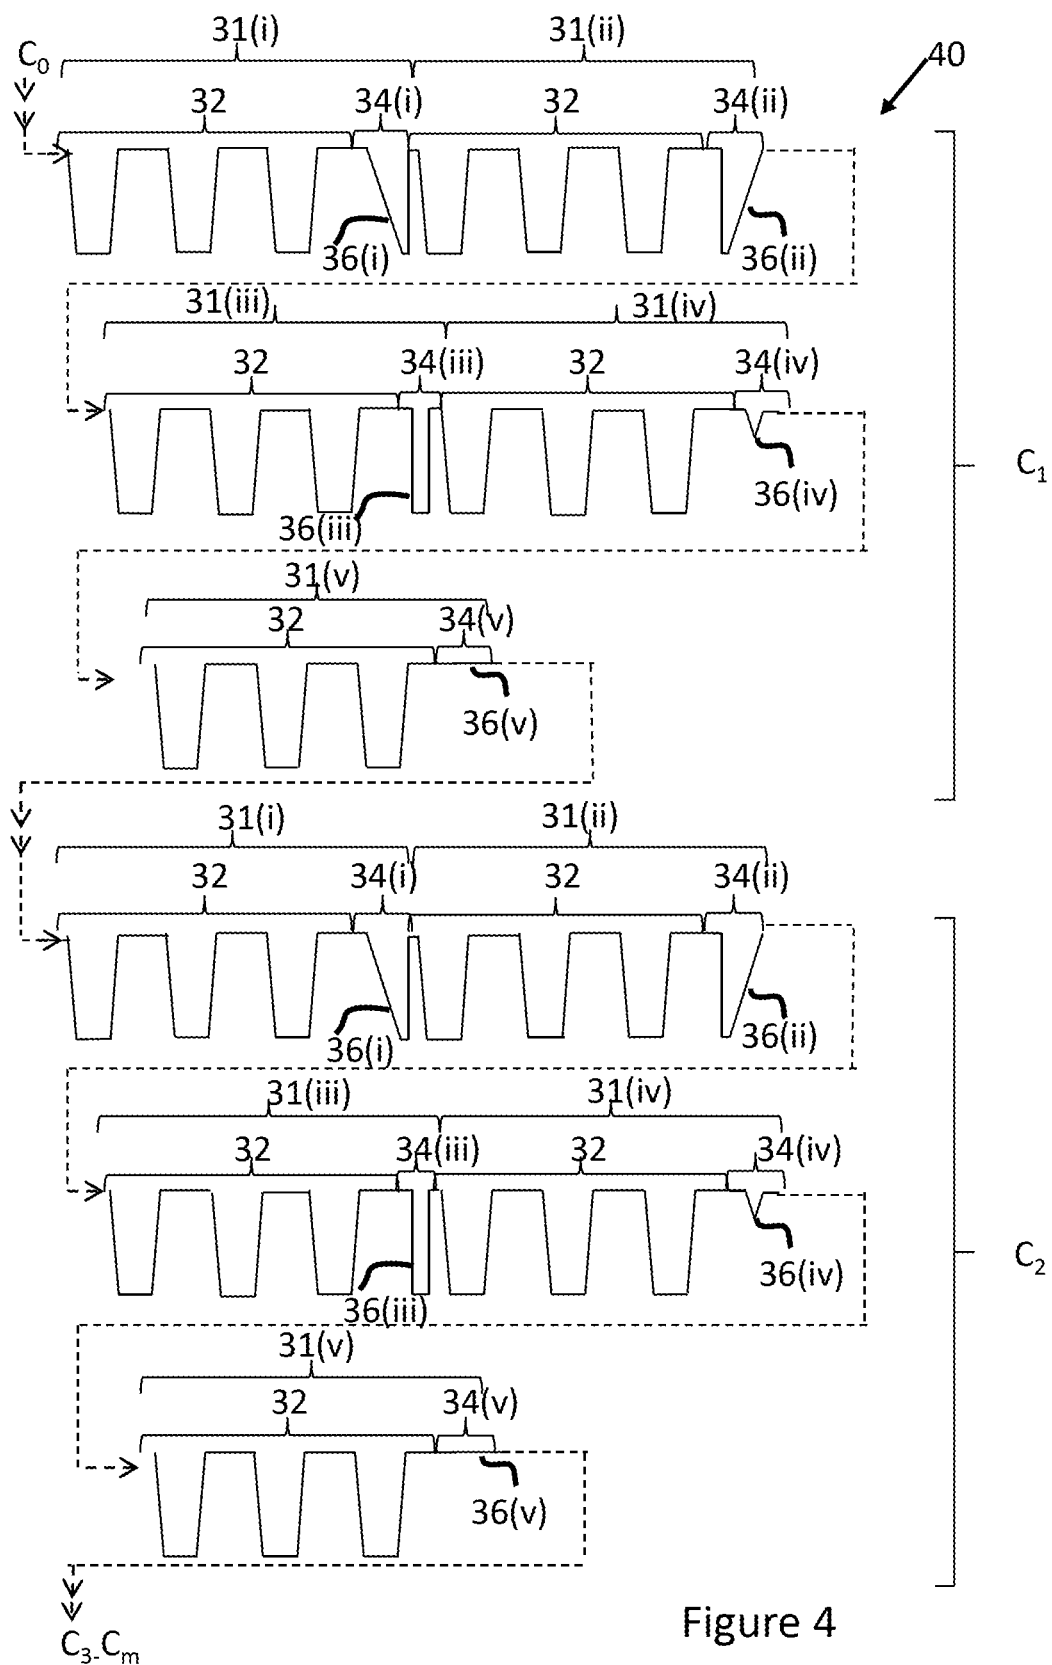 31(i) 31(ii)
C0 40
32 34(i) 32 34(ii)
36(i) 36(ii)
31(iii) 31(iv)
32 34(iii) 32 34(iv)
C1
36(iii) 36(iv)
31(v)
32 34(v)
36(v)
31(i) 31(ii)
32 34(i) 32 34(ii)
36(i) 36(ii)
31(iii) 31(iv)
32 34(iii) 32 34(iv)
C2
36(iii) 36(iv)
31(v)
32 34(v)
36(v)
C3-Cm
Figure 4